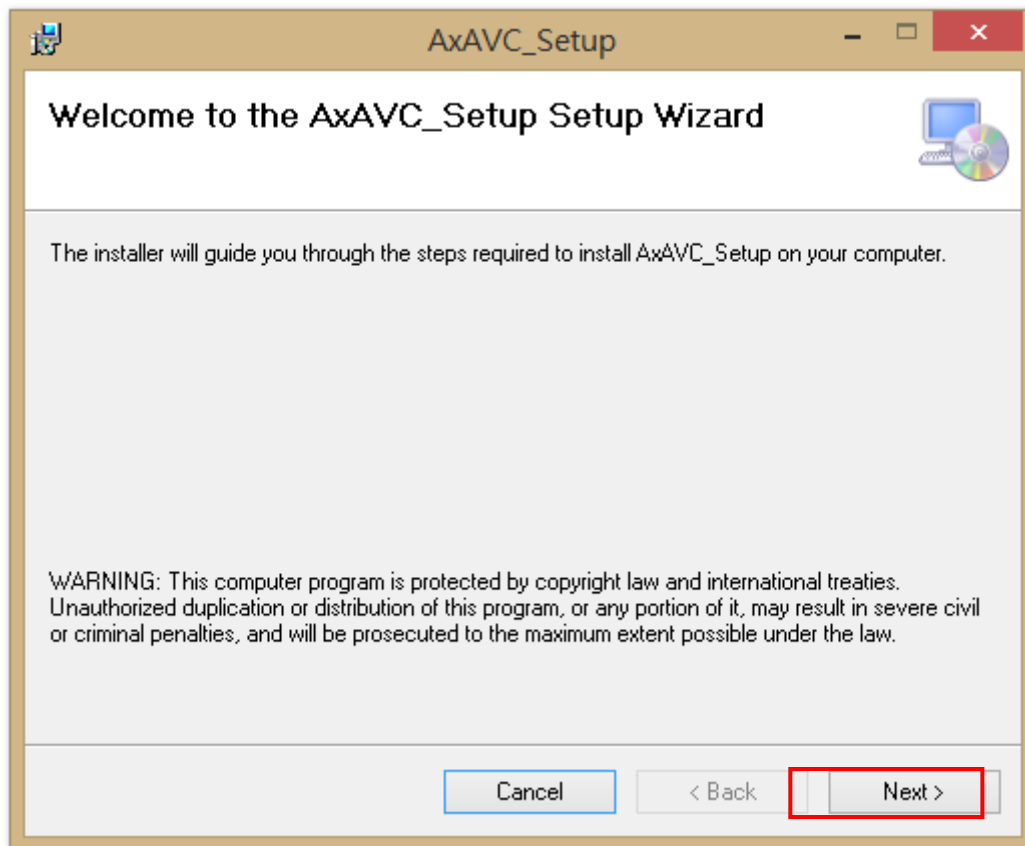 AxAVC_Setup
Welcome to the AxAVC_Setup Setup Wizard
The installer will guide you through the steps required to install AxAVC_Setup on your computer.
WARNING: This computer program is protected by copyright law and international treaties.
Unauthorized duplication or distribution of this program, or any portion of it, may result in severe civil
or criminal penalties, and will be prosecuted to the maximum extent possible under the law.
Cancel < Back Next >